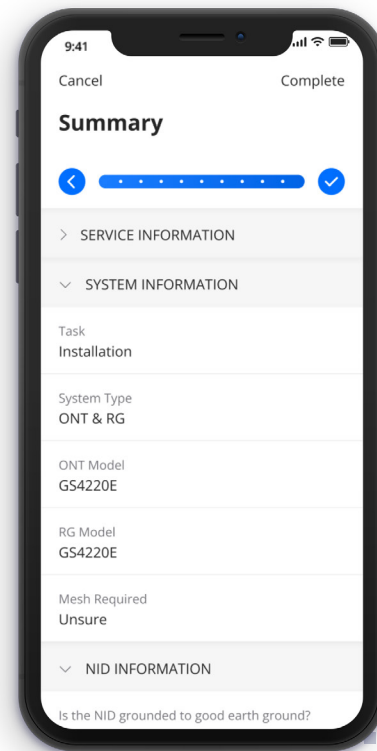 9:41
Cancel Complete
Summary
SERVICE INFORMATION
SYSTEM INFORMATION
Task
Installation
System Type
ONT & RG
ONT Model
GS4220E
RG Model
GS4220E
Mesh Required
Unsure
NID INFORMATION
Is the NID grounded to good earth ground?